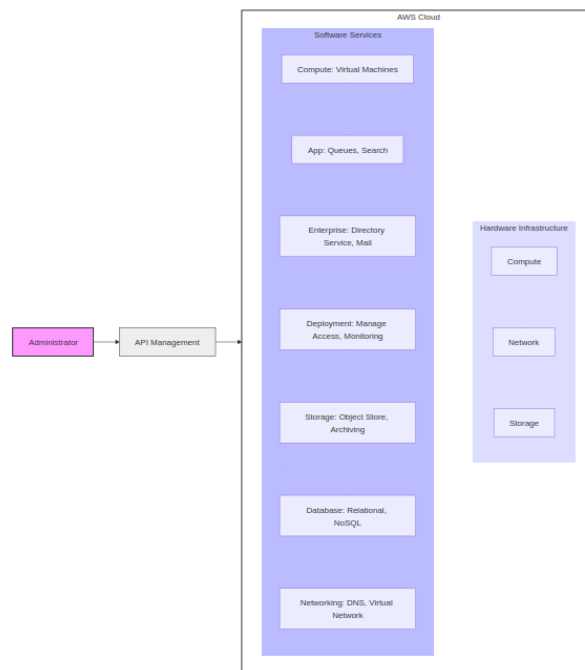 AWS Cloud
Software Services
Compute: Virtual Machines
App: Queues, Search
Enterprise: Directory
Service, Mail
Deployment: Manage
Access, Monitoring
Storage: Object Store,
Archiving
Database: Relational,
NoSQL
Networking: DNS, Virtual
Network
Hardware Infrastructure
Compute
Network
Storage
Administrator
API Management